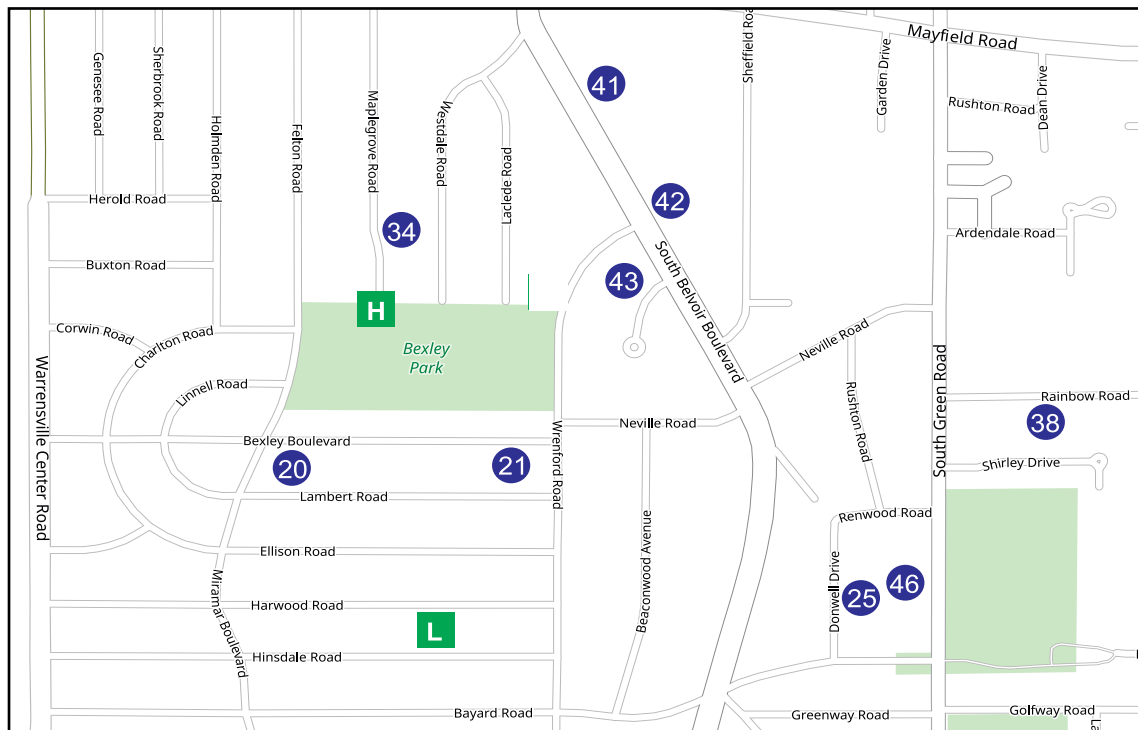 Genesee Road
Sherbrook Road
Holmden Road
Felton Road
Maplegrove Road
Westdale Road
Laclede Road
41
Sheffield Roa
Garden Drive
Mayfield Road
Dean Drive
Rushton Road
Herold Road
34
42
Ardendale Road
Buxton Road
43
South Belvoir Boulevard
H
Corwin Road
Charlton Road
Bexley
Park
Neville Road
Linnell Road
Rushton Road
South Green Road
Rainbow Road
38
Warrensville Center Road
Bexley Boulevard
Neville Road
Wrenford Road
20
21
Shirley Drive
Lambert Road
Renwood Road
Ellison Road
Beaconwood Avenue
Donwell Drive
25
46
Miramar Boulevard
Harwood Road
L
Hinsdale Road
Bayard Road
Greenway Road
Golfway Road